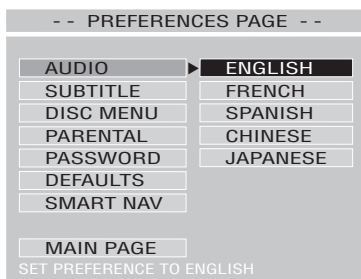 - - PREFERENCES PAGE - -
AUDIO
SUBTITLE
DISC MENU
PARENTAL
PASSWORD
DEFAULTS
SMART NAV
MAIN PAGE
ENGLISH
FRENCH
SPANISH
CHINESE
JAPANESE
SET PREFERENCE TO ENGLISH